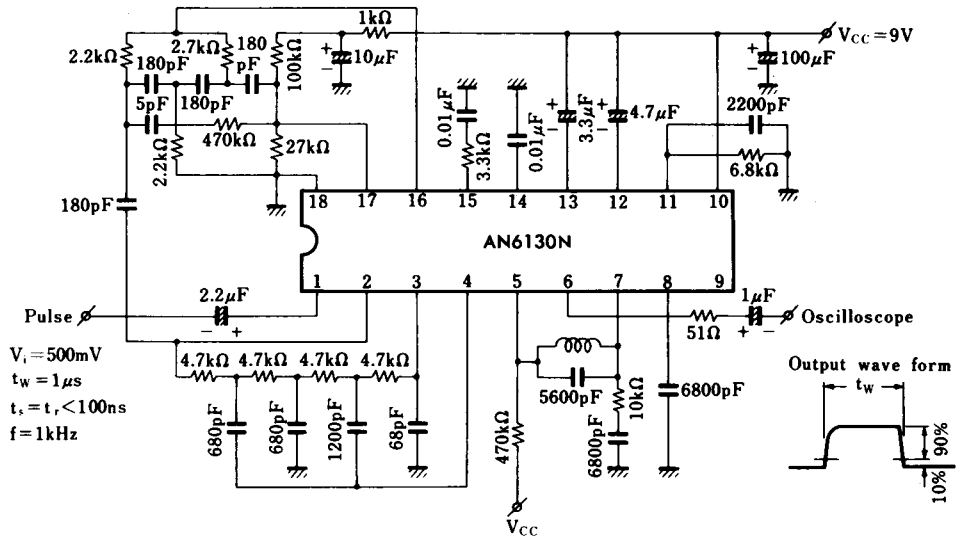 1kΩ
VCC=9V
2.2kΩ
2.7kΩ
180
pF
100kΩ
10μF
100μF
180pF
180pF
5pF
470kΩ
2.2kΩ
27kΩ
180pF
0.01μF
3.3kΩ
0.01μF
3.3μF
4.7μF
2200pF
6.8kΩ
18 17 16 15 14 13 12 11 10
AN6130N
1 2 3 4 5 6 7 8 9
Pulse
2.2μF
− +
51Ω
1μF
+ −
Oscilloscope
Vi=500mV
tW=1μs
ts=tr<100ns
f=1kHz
4.7kΩ 4.7kΩ 4.7kΩ 4.7kΩ
680pF
680pF
1200pF
68pF
470kΩ
VCC
5600pF
10kΩ
6800pF
6800pF
Output wave form
tW
90%
10%